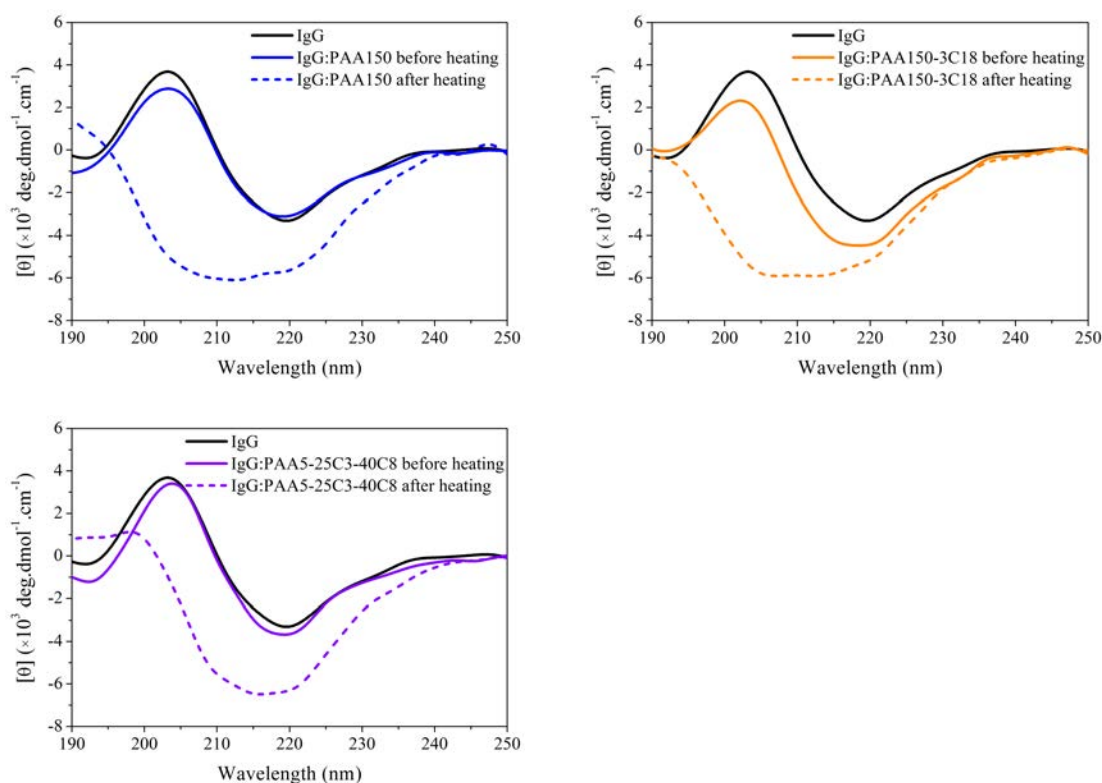 6
4
2
0
-2
-4
-6
-8
[θ] (×10³ deg.dmol⁻¹.cm⁻¹)
IgG
IgG:PAA150 before heating
IgG:PAA150 after heating
190 200 210 220 230 240 250
Wavelength (nm)
6
4
2
0
-2
-4
-6
-8
[θ] (×10³ deg.dmol⁻¹.cm⁻¹)
IgG
IgG:PAA150-3C18 before heating
IgG:PAA150-3C18 after heating
190 200 210 220 230 240 250
Wavelength (nm)
6
4
2
0
-2
-4
-6
-8
[θ] (×10³ deg.dmol⁻¹.cm⁻¹)
IgG
IgG:PAA5-25C3-40C8 before heating
IgG:PAA5-25C3-40C8 after heating
190 200 210 220 230 240 250
Wavelength (nm)